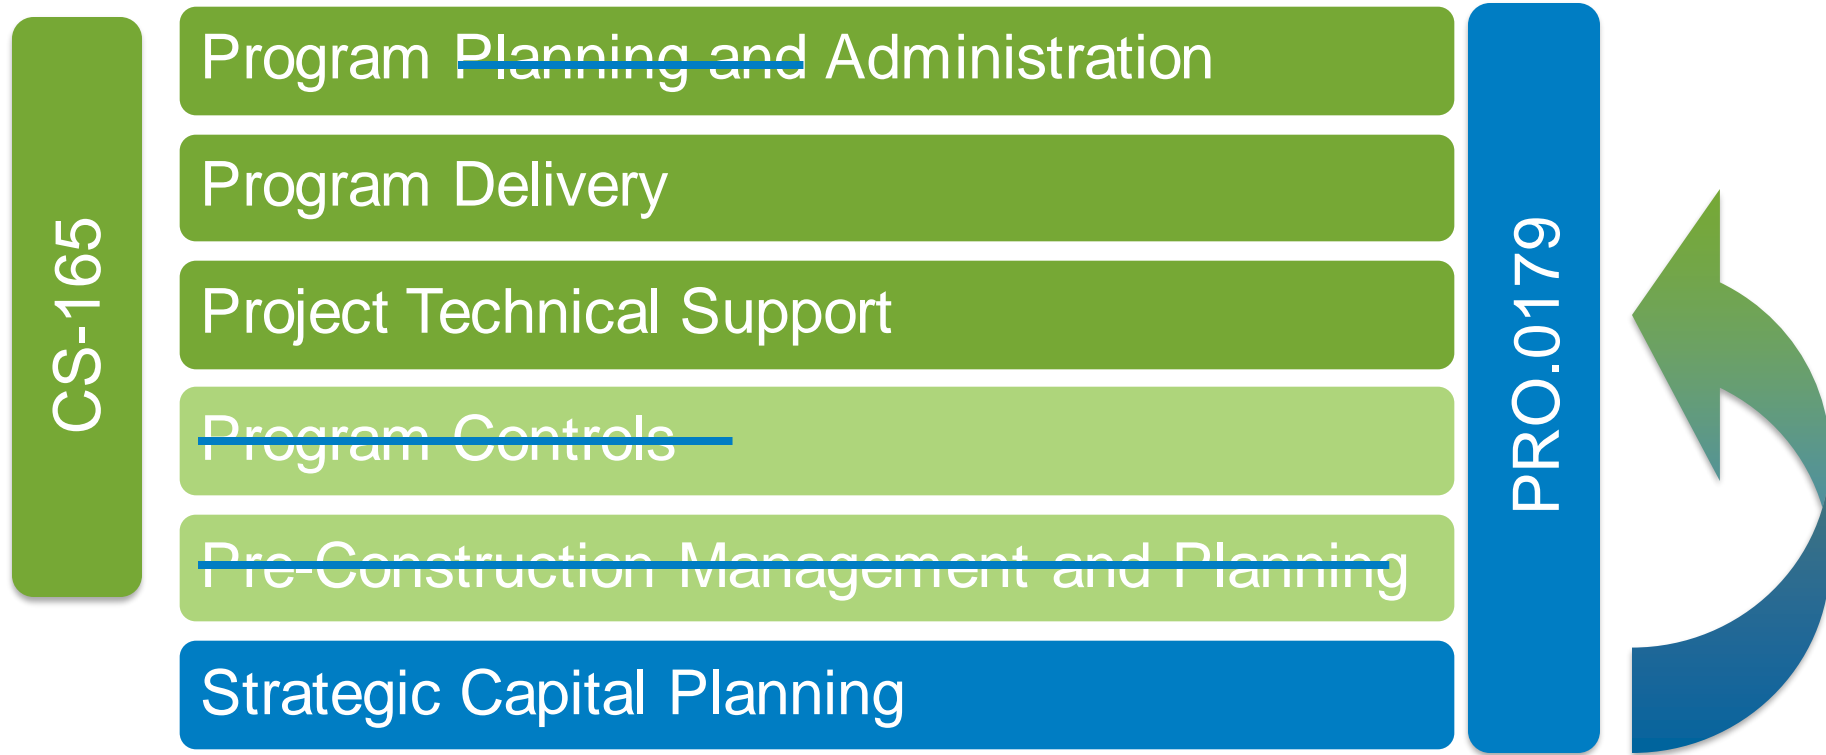 CS-165
Program Planning and Administration
Program Delivery
Project Technical Support
Program Controls
Pre-Construction Management and Planning
Strategic Capital Planning
PRO.0179